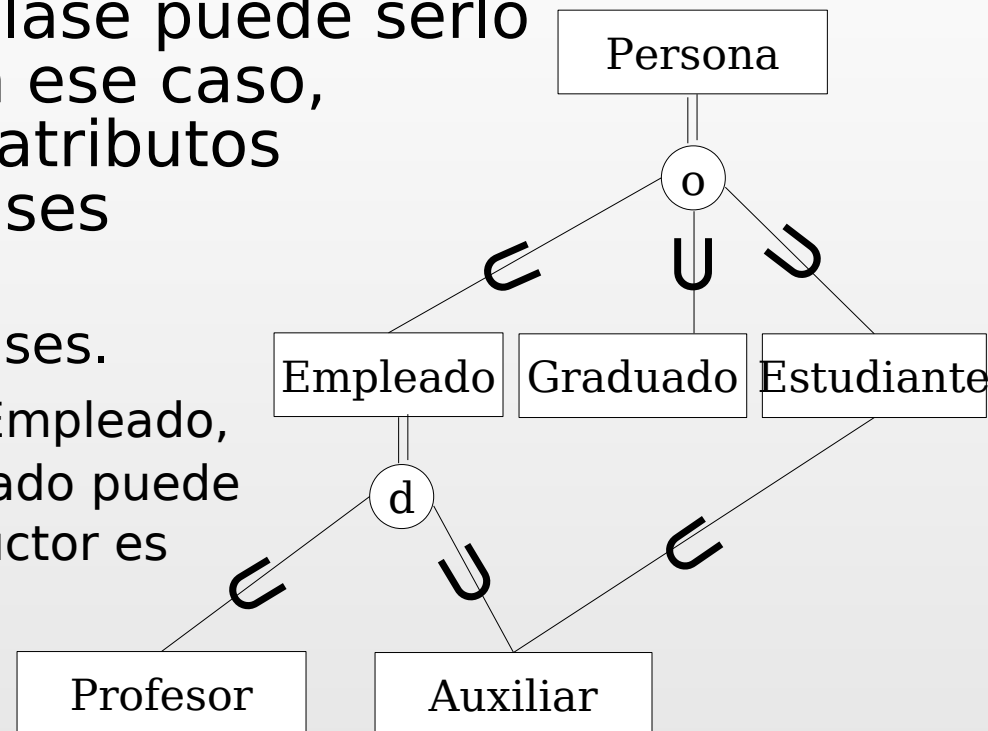 lase puede serlo
ese caso,
atributos
ses
ses.
Empleado,
ado puede
uctor es
Persona
o
Empleado
Graduado
Estudiante
d
Profesor
Auxiliar